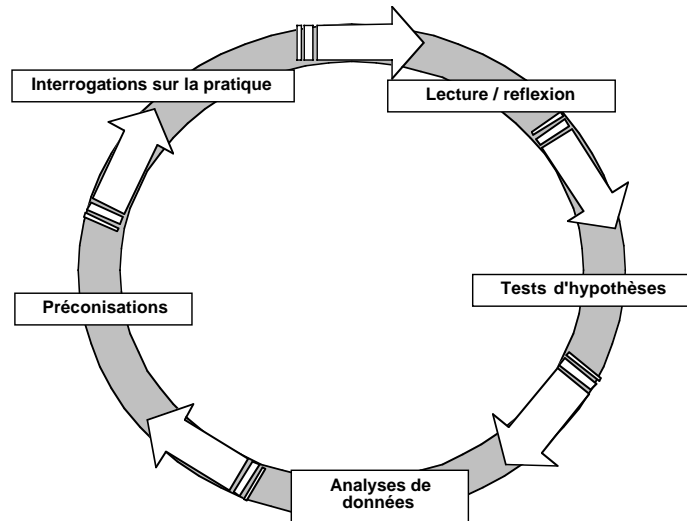 Interrogations sur la pratique
Lecture / reflexion
Tests d'hypothèses
Analyses de
données
Préconisations